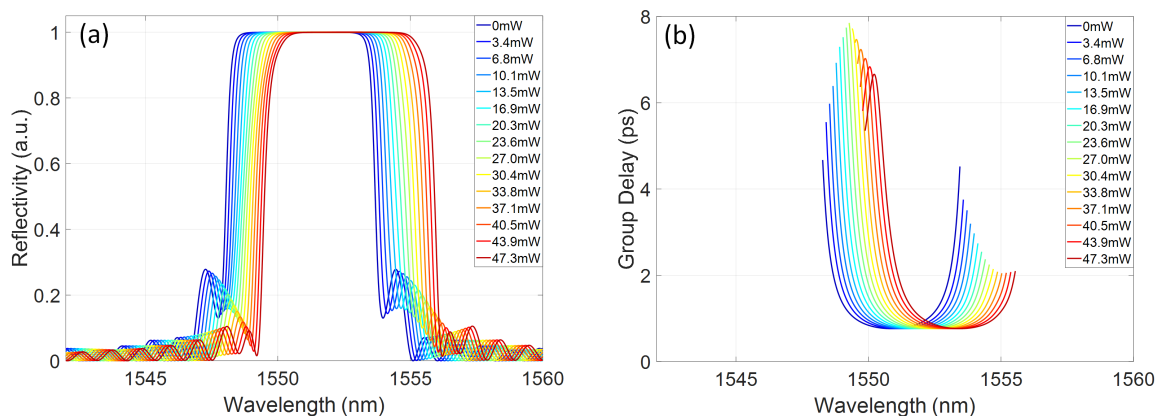 (a)
Reflectivity (a.u.)
1
0.8
0.6
0.4
0.2
0
1545
1550
1555
1560
Wavelength (nm)
0mW
3.4mW
6.8mW
10.1mW
13.5mW
16.9mW
20.3mW
23.6mW
27.0mW
30.4mW
33.8mW
37.1mW
40.5mW
43.9mW
47.3mW
(b)
Group Delay (ps)
8
6
4
2
0
1545
1550
1555
1560
Wavelength (nm)
0mW
3.4mW
6.8mW
10.1mW
13.5mW
16.9mW
20.3mW
23.6mW
27.0mW
30.4mW
33.8mW
37.1mW
40.5mW
43.9mW
47.3mW